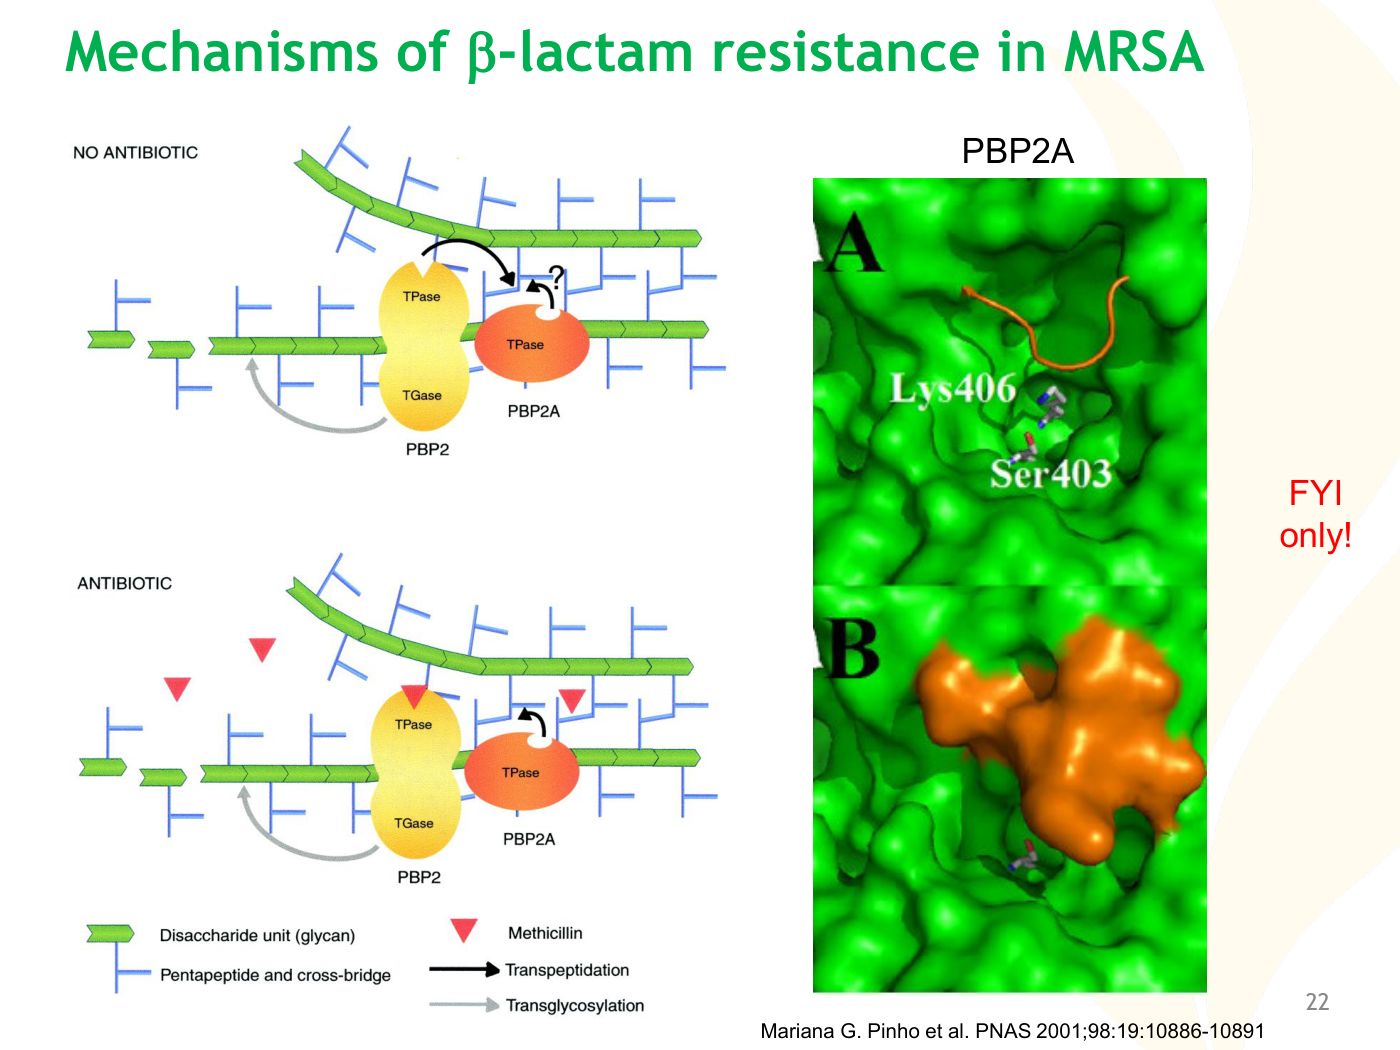 Mechanisms of β-lactam resistance in MRSA
NO ANTIBIOTIC
?
TPase
TPase
TGase
PBP2A
PBP2
ANTIBIOTIC
TPase
TPase
TGase
PBP2A
PBP2
Disaccharide unit (glycan)
Pentapeptide and cross-bridge
Methicillin
Transpeptidation
Transglycosylation
PBP2A
A
Lys406
Ser403
B
FYI
only!
22
Mariana G. Pinho et al. PNAS 2001;98:19:10886-10891